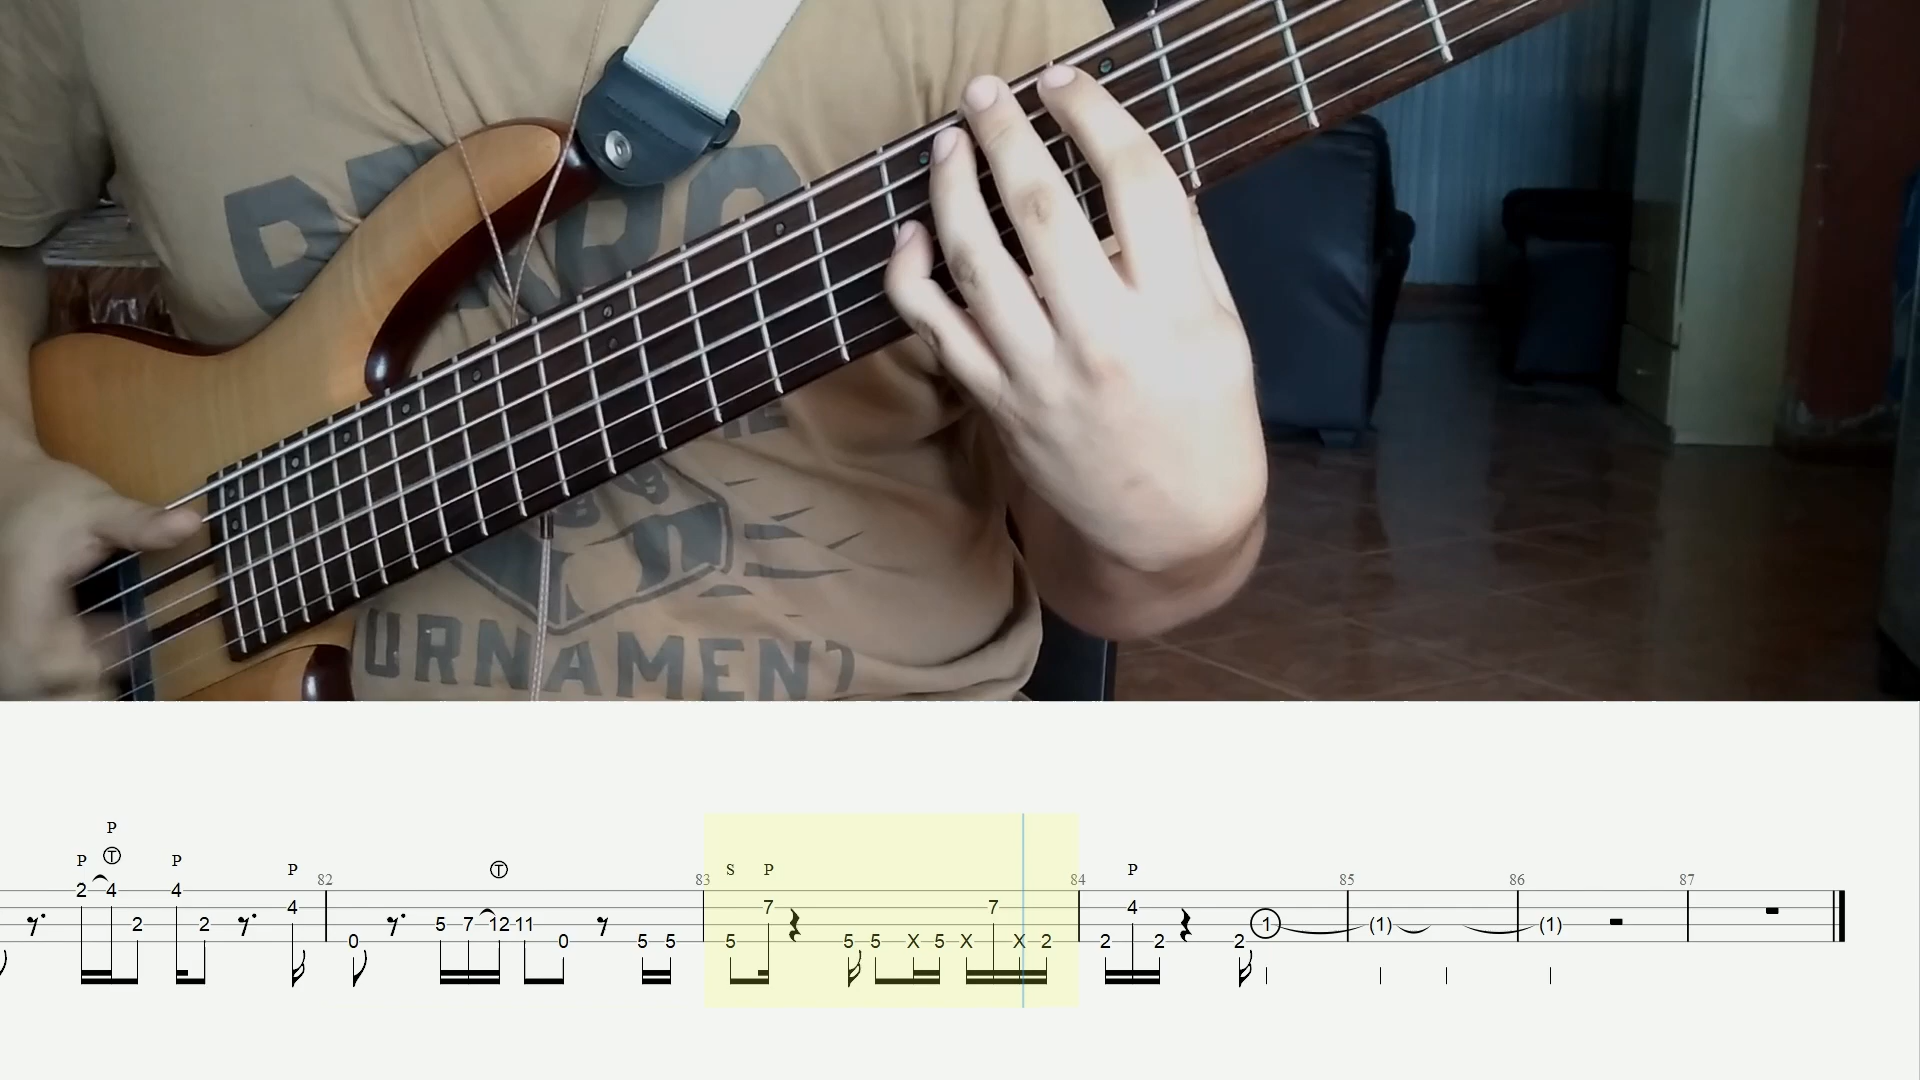 URNAMENT
P
P P P T S P P
T
82 83 84 85 86 87
2 4 4
4 7 7 4
2 2 5 7 12 11 1 (1) (1)
0 0 5 5 5 5 5 X 5 X X 2 2 2 2